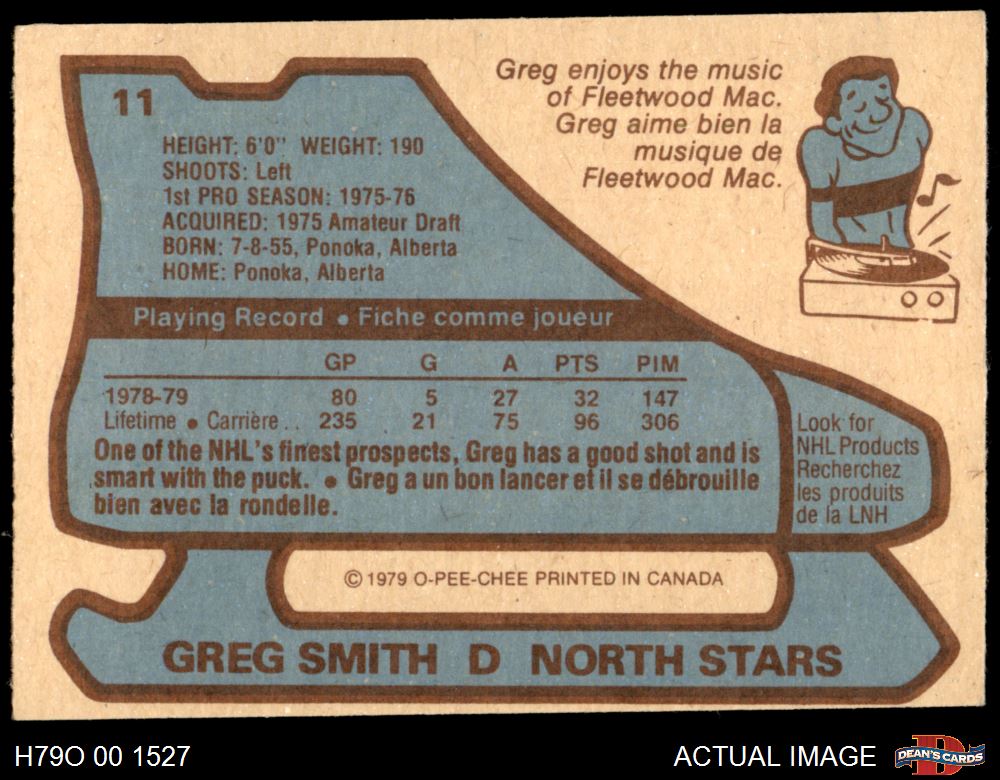 11
Greg enjoys the music
of Fleetwood Mac.
Greg aime bien la
musique de
Fleetwood Mac.
HEIGHT: 6'0" WEIGHT: 190
SHOOTS: Left
1st PRO SEASON: 1975-76
ACQUIRED: 1975 Amateur Draft
BORN: 7-8-55, Ponoka, Alberta
HOME: Ponoka, Alberta
Playing Record • Fiche comme joueur
GP G A PTS PIM
1978-79 80 5 27 32 147
Lifetime • Carrière .. 235 21 75 96 306
One of the NHL's finest prospects, Greg has a good shot and is
smart with the puck. • Greg a un bon lancer et il se débrouille
bien avec la rondelle.
Look for
NHL Products
Recherchez
les produits
de la LNH
© 1979 O-PEE-CHEE PRINTED IN CANADA
GREG SMITH D NORTH STARS
H79O 00 1527
ACTUAL IMAGE
D
DEAN'S CARDS